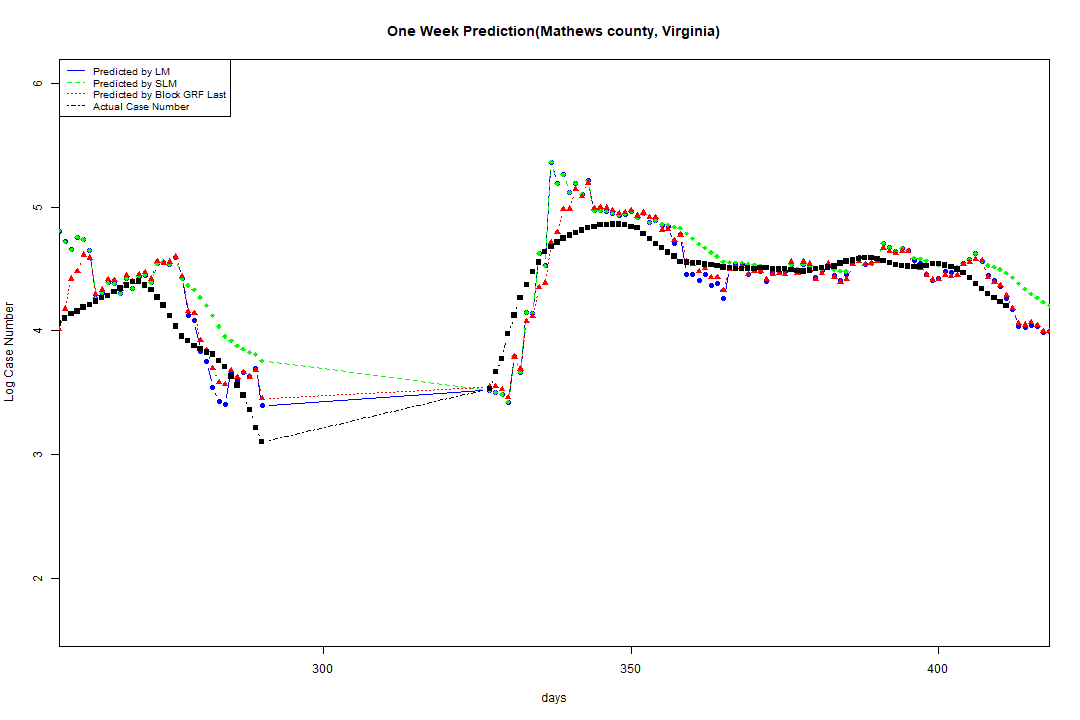 One Week Prediction(Mathews county, Virginia)
Predicted by LM
Predicted by SLM
Predicted by Block GRF Last
Actual Case Number
6
5
4
3
2
Log Case Number
300 350 400
days